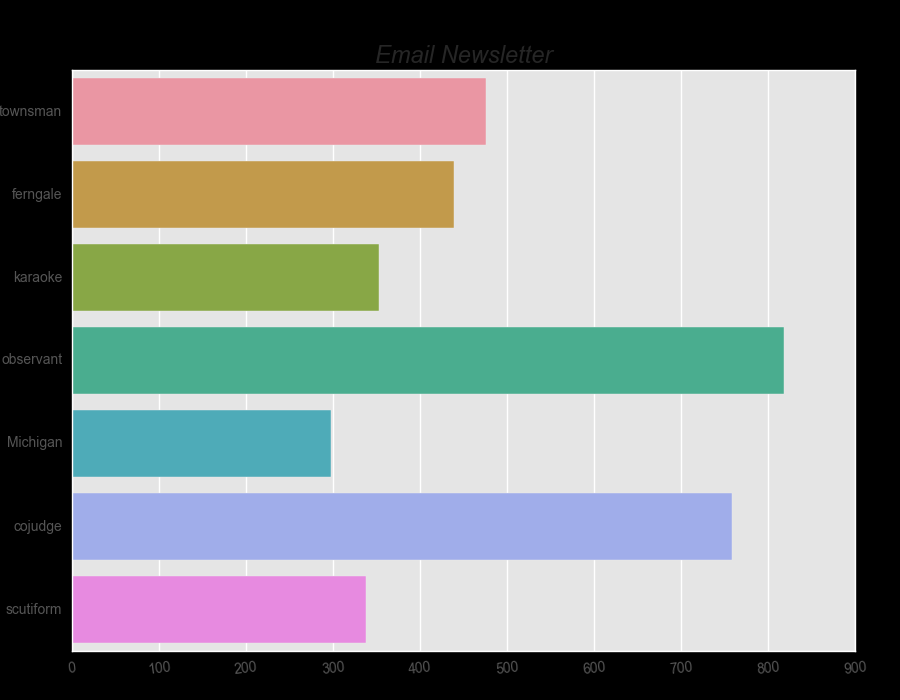 Email Newsletter
townsman
ferngale
karaoke
observant
Michigan
cojudge
scutiform
0 100 200 300 400 500 600 700 800 900